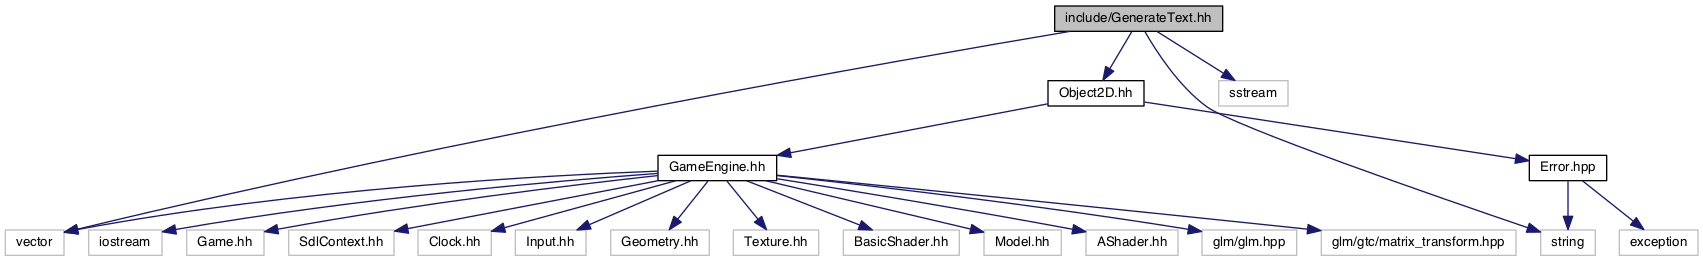 include/GenerateText.hh
Object2D.hh
sstream
GameEngine.hh
Error.hpp
vector
iostream
Game.hh
SdlContext.hh
Clock.hh
Input.hh
Geometry.hh
Texture.hh
BasicShader.hh
Model.hh
AShader.hh
glm/glm.hpp
glm/gtc/matrix_transform.hpp
string
exception